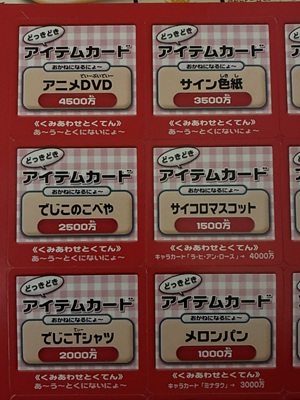 どっきどき
アイテムカード
おかねになるにょ〜
でぃーぶいでぃー
アニメDVD
4500万
《くみあわせとくてん》
あ〜う〜とくにないにょ〜
どっきどき
アイテムカード
おかねになるにょ〜
しきし
サイン色紙
3500万
《くみあわせとくてん》
あ〜う〜とくにないにょ〜
どっきどき
アイテムカード
おかねになるにょ〜
でじこのこべや
2500万
《くみあわせとくてん》
あ〜う〜とくにないにょ〜
どっきどき
アイテムカード
おかねになるにょ〜
サイコロマスコット
1500万
《くみあわせとくてん》
キャラカード「ラ・ビ・アン・ローズ」→ 4000万
どっきどき
アイテムカード
おかねになるにょ〜
でじこTシャツ
2000万
《くみあわせとくてん》
あ〜う〜とくにないにょ〜
どっきどき
アイテムカード
おかねになるにょ〜
メロンパン
1000万
《くみあわせとくてん》
キャラカード「ミナタク」→ 3000万